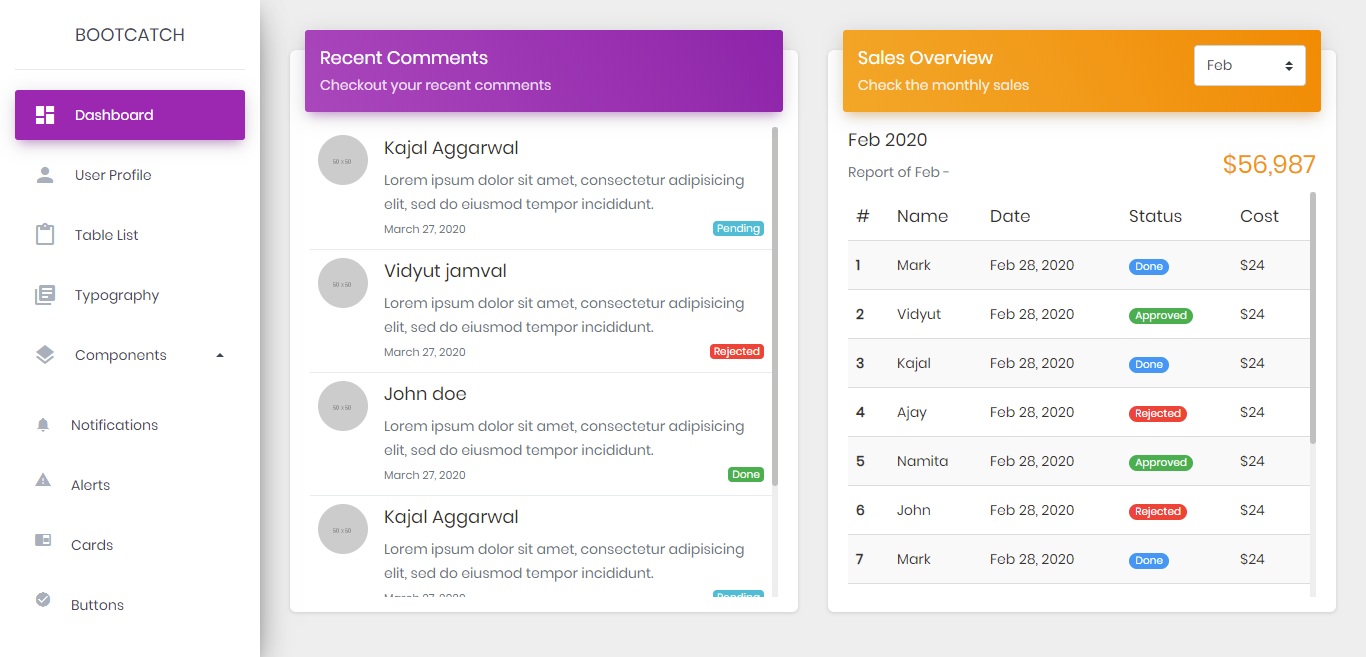 BOOTCATCH
Dashboard
User Profile
Table List
Typography
Components
Notifications
Alerts
Cards
Buttons
Recent Comments
Checkout your recent comments
50 x 50
Kajal Aggarwal
Lorem ipsum dolor sit amet, consectetur adipisicing
elit, sed do eiusmod tempor incididunt.
March 27, 2020 Pending
50 x 50
Vidyut jamval
Lorem ipsum dolor sit amet, consectetur adipisicing
elit, sed do eiusmod tempor incididunt.
March 27, 2020 Rejected
50 x 50
John doe
Lorem ipsum dolor sit amet, consectetur adipisicing
elit, sed do eiusmod tempor incididunt.
March 27, 2020 Done
50 x 50
Kajal Aggarwal
Lorem ipsum dolor sit amet, consectetur adipisicing
elit, sed do eiusmod tempor incididunt.
March 27, 2020 Pending
Sales Overview
Check the monthly sales
Feb
Feb 2020
Report of Feb -
$56,987
# Name Date Status Cost
1 Mark Feb 28, 2020 Done $24
2 Vidyut Feb 28, 2020 Approved $24
3 Kajal Feb 28, 2020 Done $24
4 Ajay Feb 28, 2020 Rejected $24
5 Namita Feb 28, 2020 Approved $24
6 John Feb 28, 2020 Rejected $24
7 Mark Feb 28, 2020 Done $24